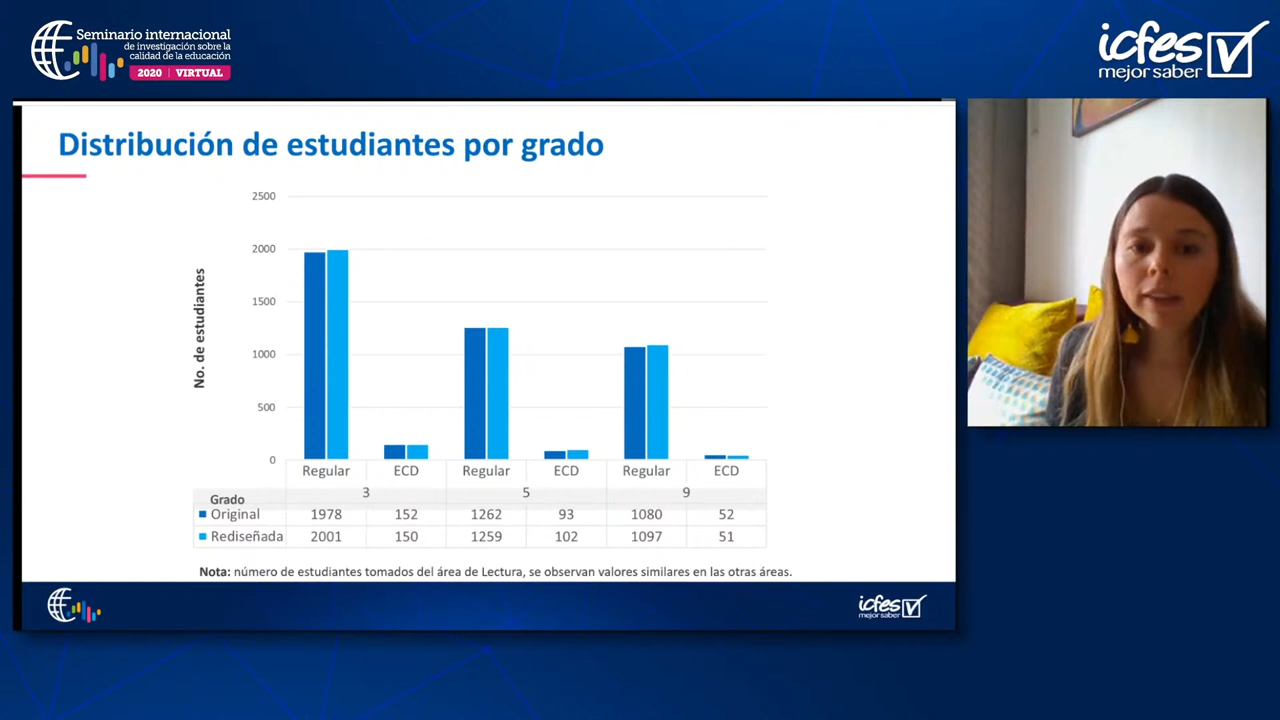 Seminario internacional
de investigación sobre la
calidad de la educación
2020 | VIRTUAL
icfes
mejor saber
Distribución de estudiantes por grado
No. de estudiantes
2500
2000
1500
1000
500
0
Regular ECD Regular ECD Regular ECD
Grado 3 5 9
Original 1978 152 1262 93 1080 52
Rediseñada 2001 150 1259 102 1097 51
Nota: número de estudiantes tomados del área de Lectura, se observan valores similares en las otras áreas.
icfes
mejor saber